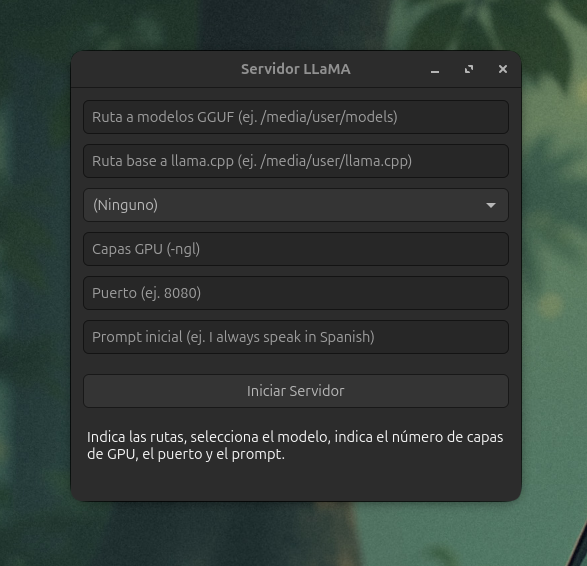 Servidor LLaMA
Ruta a modelos GGUF (ej. /media/user/models)
Ruta base a llama.cpp (ej. /media/user/llama.cpp)
(Ninguno)
Capas GPU (-ngl)
Puerto (ej. 8080)
Prompt inicial (ej. I always speak in Spanish)
Iniciar Servidor
Indica las rutas, selecciona el modelo, indica el número de capas
de GPU, el puerto y el prompt.